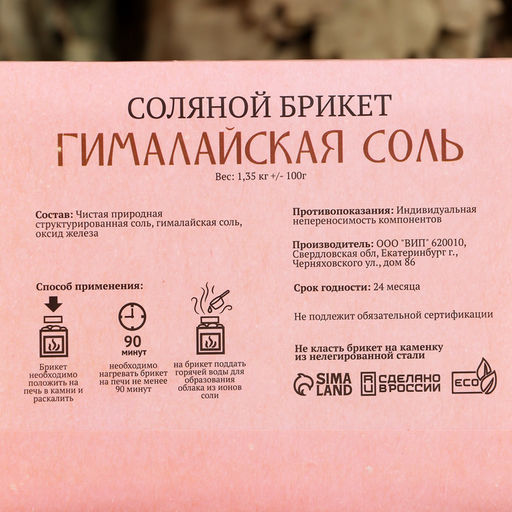 СОЛЯНОЙ БРИКЕТ
ГИМАЛАЙСКАЯ СОЛЬ
Вес: 1,35 кг +/- 100г
Состав: Чистая природная
структурированная соль, гималайская соль,
оксид железа
Способ применения:
Брикет
необходимо
положить на
печь в камни и
раскалить
90
минут
необходимо
нагревать брикет
на печи не менее
90 минут
на брикет поддать
горячей воды для
образования
облака из ионов
соли
Противопоказания: Индивидуальная
непереносимость компонентов
Производитель: ООО "ВИП" 620010,
Свердловская обл, Екатеринбург г.,
Черняховского ул., дом 86
Срок годности: 24 месяца
Не подлежит обязательной сертификации
Не класть брикет на каменку
из нелегированной стали
SIMA
LAND
RU
СДЕЛАНО
В РОССИИ
ECO